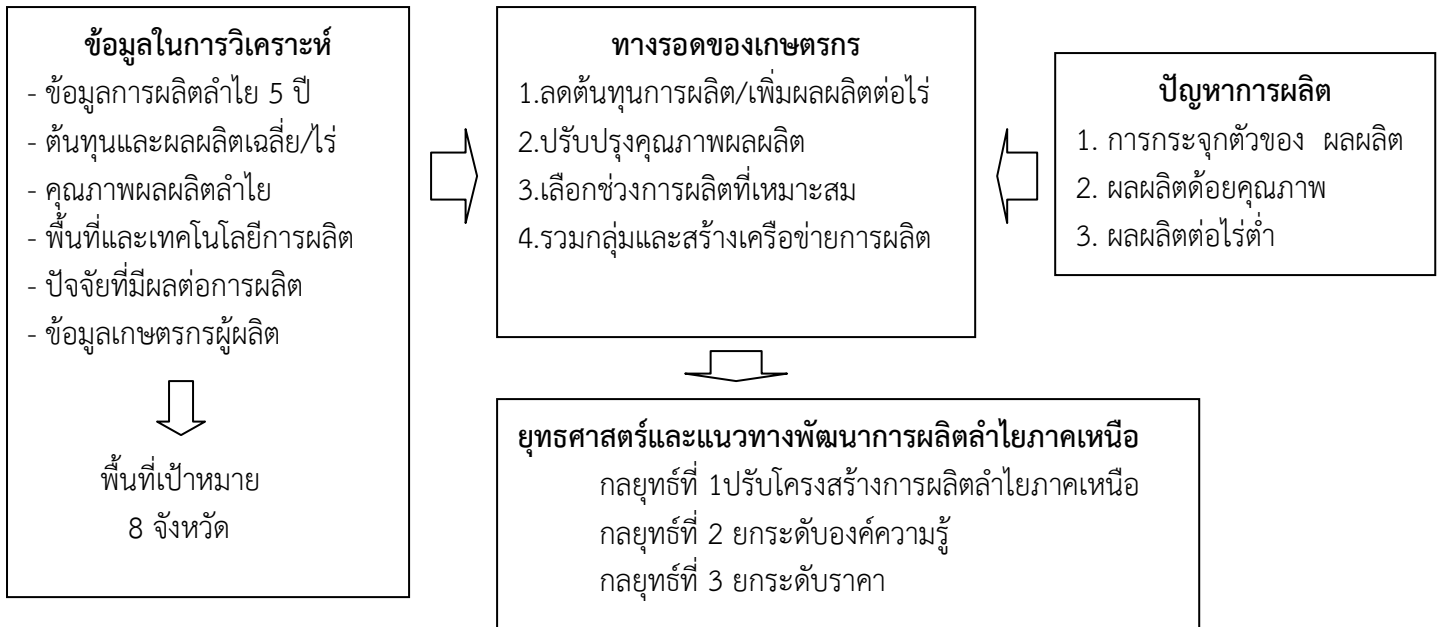 ข้อมูลในการวิเคราะห์
- ข้อมูลการผลิตลำไย 5 ปี
- ต้นทุนและผลผลิตเฉลี่ย/ไร่
- คุณภาพผลผลิตลำไย
- พื้นที่และเทคโนโลยีการผลิต
- ปัจจัยที่มีผลต่อการผลิต
- ข้อมูลเกษตรกรผู้ผลิต
พื้นที่เป้าหมาย
8 จังหวัด
ทางรอดของเกษตรกร
1.ลดต้นทุนการผลิต/เพิ่มผลผลิตต่อไร่
2.ปรับปรุงคุณภาพผลผลิต
3.เลือกช่วงการผลิตที่เหมาะสม
4.รวมกลุ่มและสร้างเครือข่ายการผลิต
ปัญหาการผลิต
1. การกระจุกตัวของ ผลผลิต
2. ผลผลิตด้อยคุณภาพ
3. ผลผลิตต่อไร่ต่ำ
ยุทธศาสตร์และแนวทางพัฒนาการผลิตลำไยภาคเหนือ
กลยุทธ์ที่ 1ปรับโครงสร้างการผลิตลำไยภาคเหนือ
กลยุทธ์ที่ 2 ยกระดับองค์ความรู้
กลยุทธ์ที่ 3 ยกระดับราคา